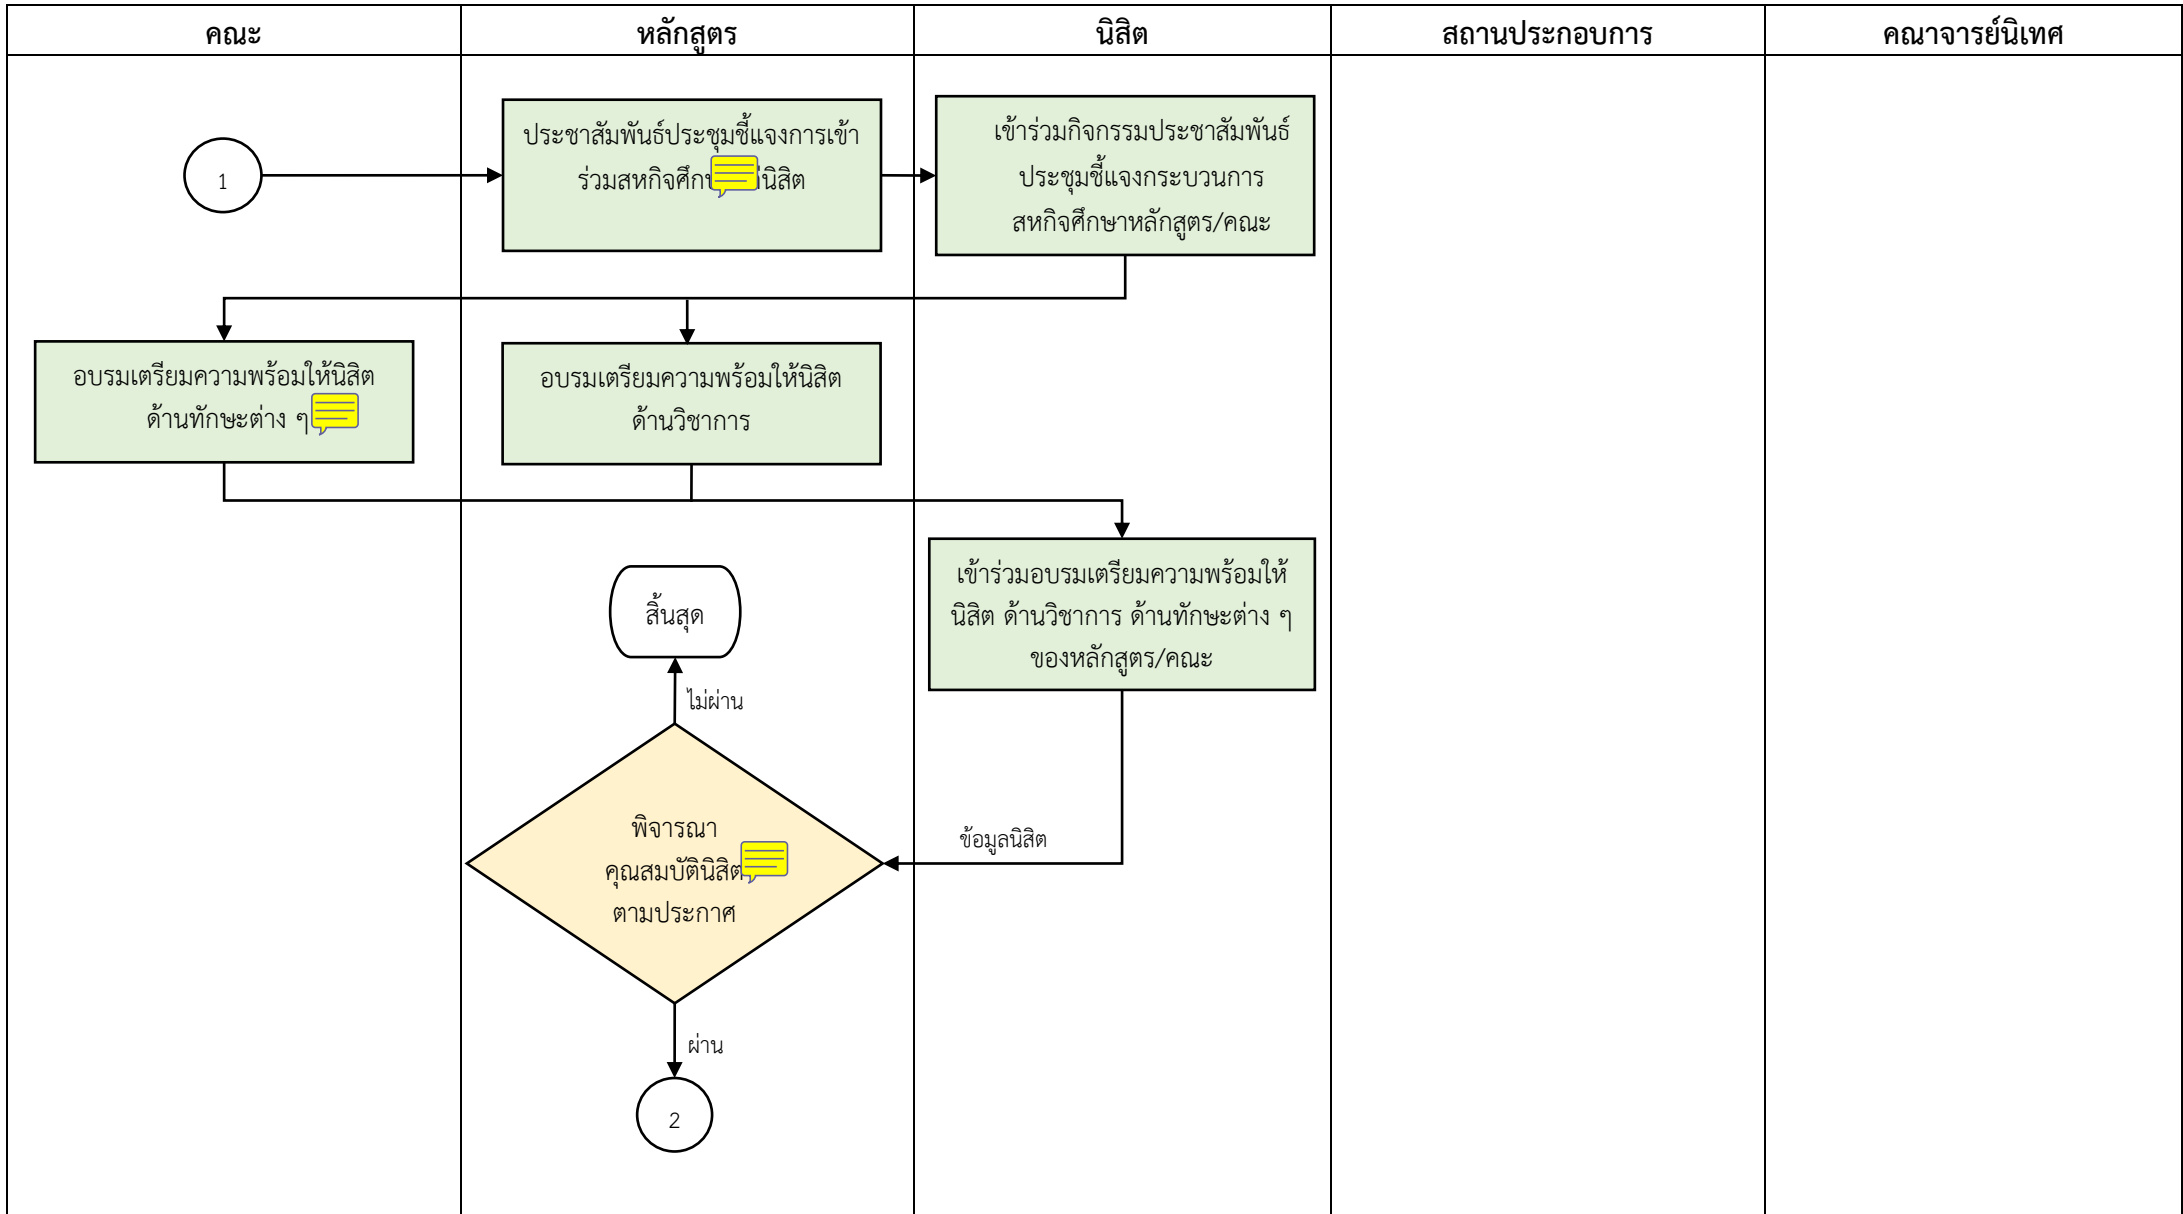 คณะ
หลักสูตร
นิสิต
สถานประกอบการ
คณาจารย์นิเทศ
1
ประชาสัมพันธ์ประชุมชี้แจงการเข้า
ร่วมสหกิจศึกษ นิสิต
เข้าร่วมกิจกรรมประชาสัมพันธ์
ประชุมชี้แจงกระบวนการ
สหกิจศึกษาหลักสูตร/คณะ
อบรมเตรียมความพร้อมให้นิสิต
ด้านทักษะต่าง ๆ
อบรมเตรียมความพร้อมให้นิสิต
ด้านวิชาการ
เข้าร่วมอบรมเตรียมความพร้อมให้
นิสิต ด้านวิชาการ ด้านทักษะต่าง ๆ
ของหลักสูตร/คณะ
สิ้นสุด
ไม่ผ่าน
พิจารณา
คุณสมบัตินิสิต
ตามประกาศ
ข้อมูลนิสิต
ผ่าน
2